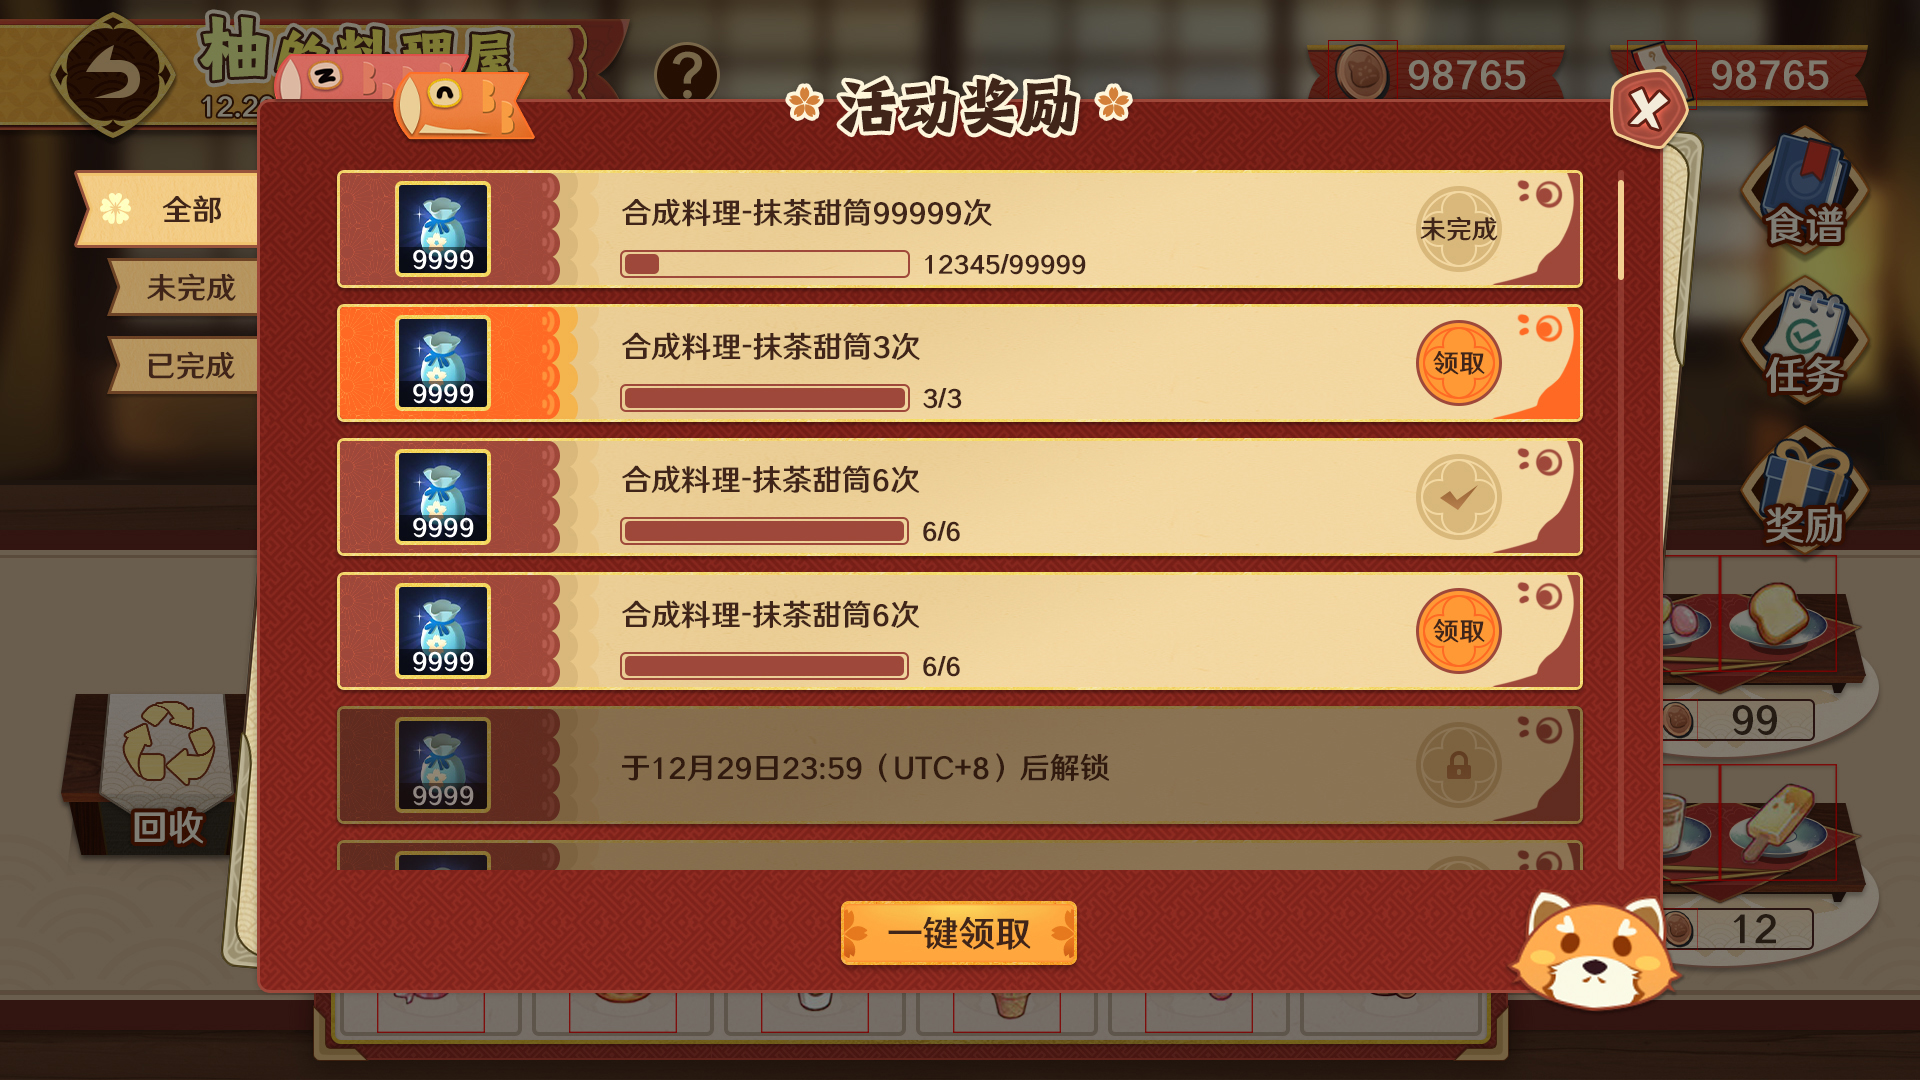 柚の料理屋
12.2
?
活动奖励
98765
98765
全部
未完成
已完成
9999
合成料理-抹茶甜筒99999次
12345/99999
未完成
9999
合成料理-抹茶甜筒3次
3/3
领取
9999
合成料理-抹茶甜筒6次
6/6
9999
合成料理-抹茶甜筒6次
6/6
领取
9999
于12月29日23:59（UTC+8）后解锁
一键领取
食谱
任务
奖励
回收
99
12